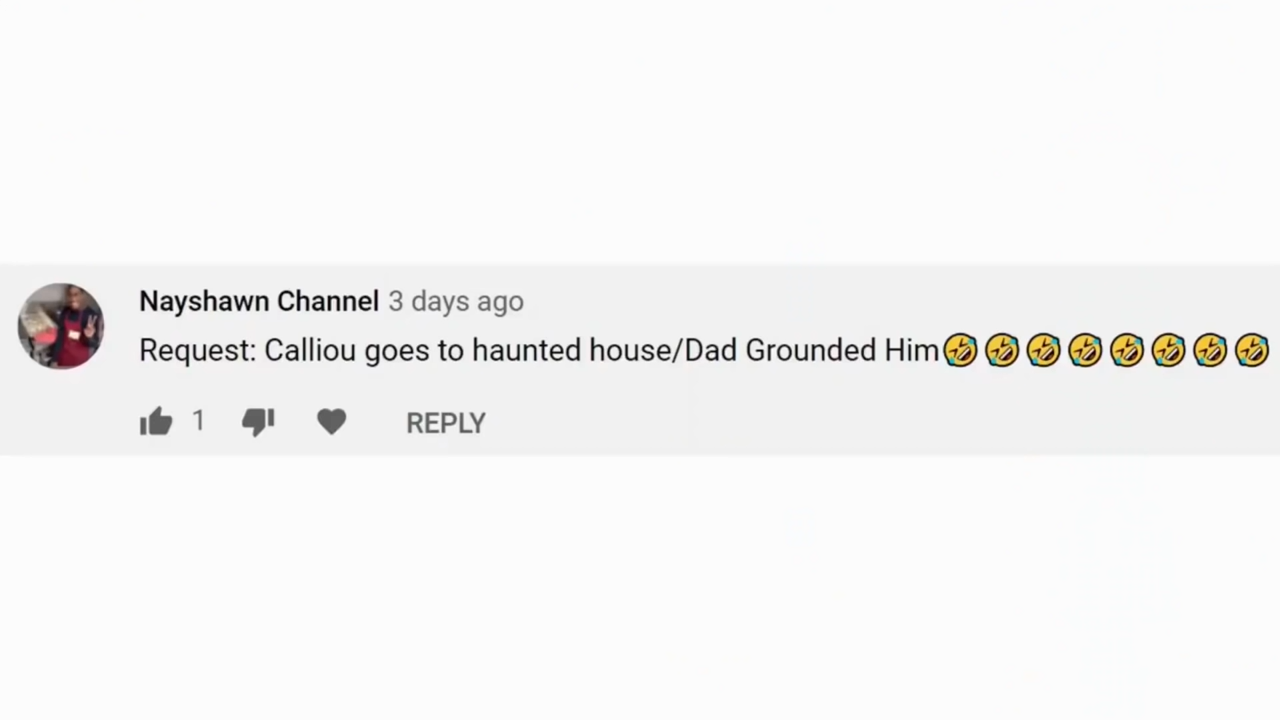 Nayshawn Channel 3 days ago
Request: Calliou goes to haunted house/Dad Grounded Him🤣🤣🤣🤣🤣🤣🤣🤣
1 REPLY